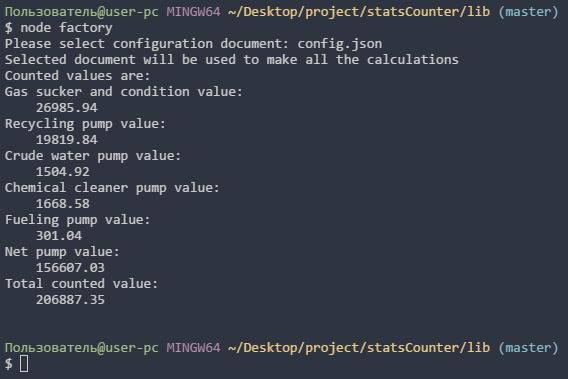 Пользователь@user-pc MINGW64 ~/Desktop/project/statsCounter/lib (master)
$ node factory
Please select configuration document: config.json
Selected document will be used to make all the calculations
Counted values are:
Gas sucker and condition value:
26985.94
Recycling pump value:
19819.84
Crude water pump value:
1504.92
Chemical cleaner pump value:
1668.58
Fueling pump value:
301.04
Net pump value:
156607.03
Total counted value:
206887.35
Пользователь@user-pc MINGW64 ~/Desktop/project/statsCounter/lib (master)
$